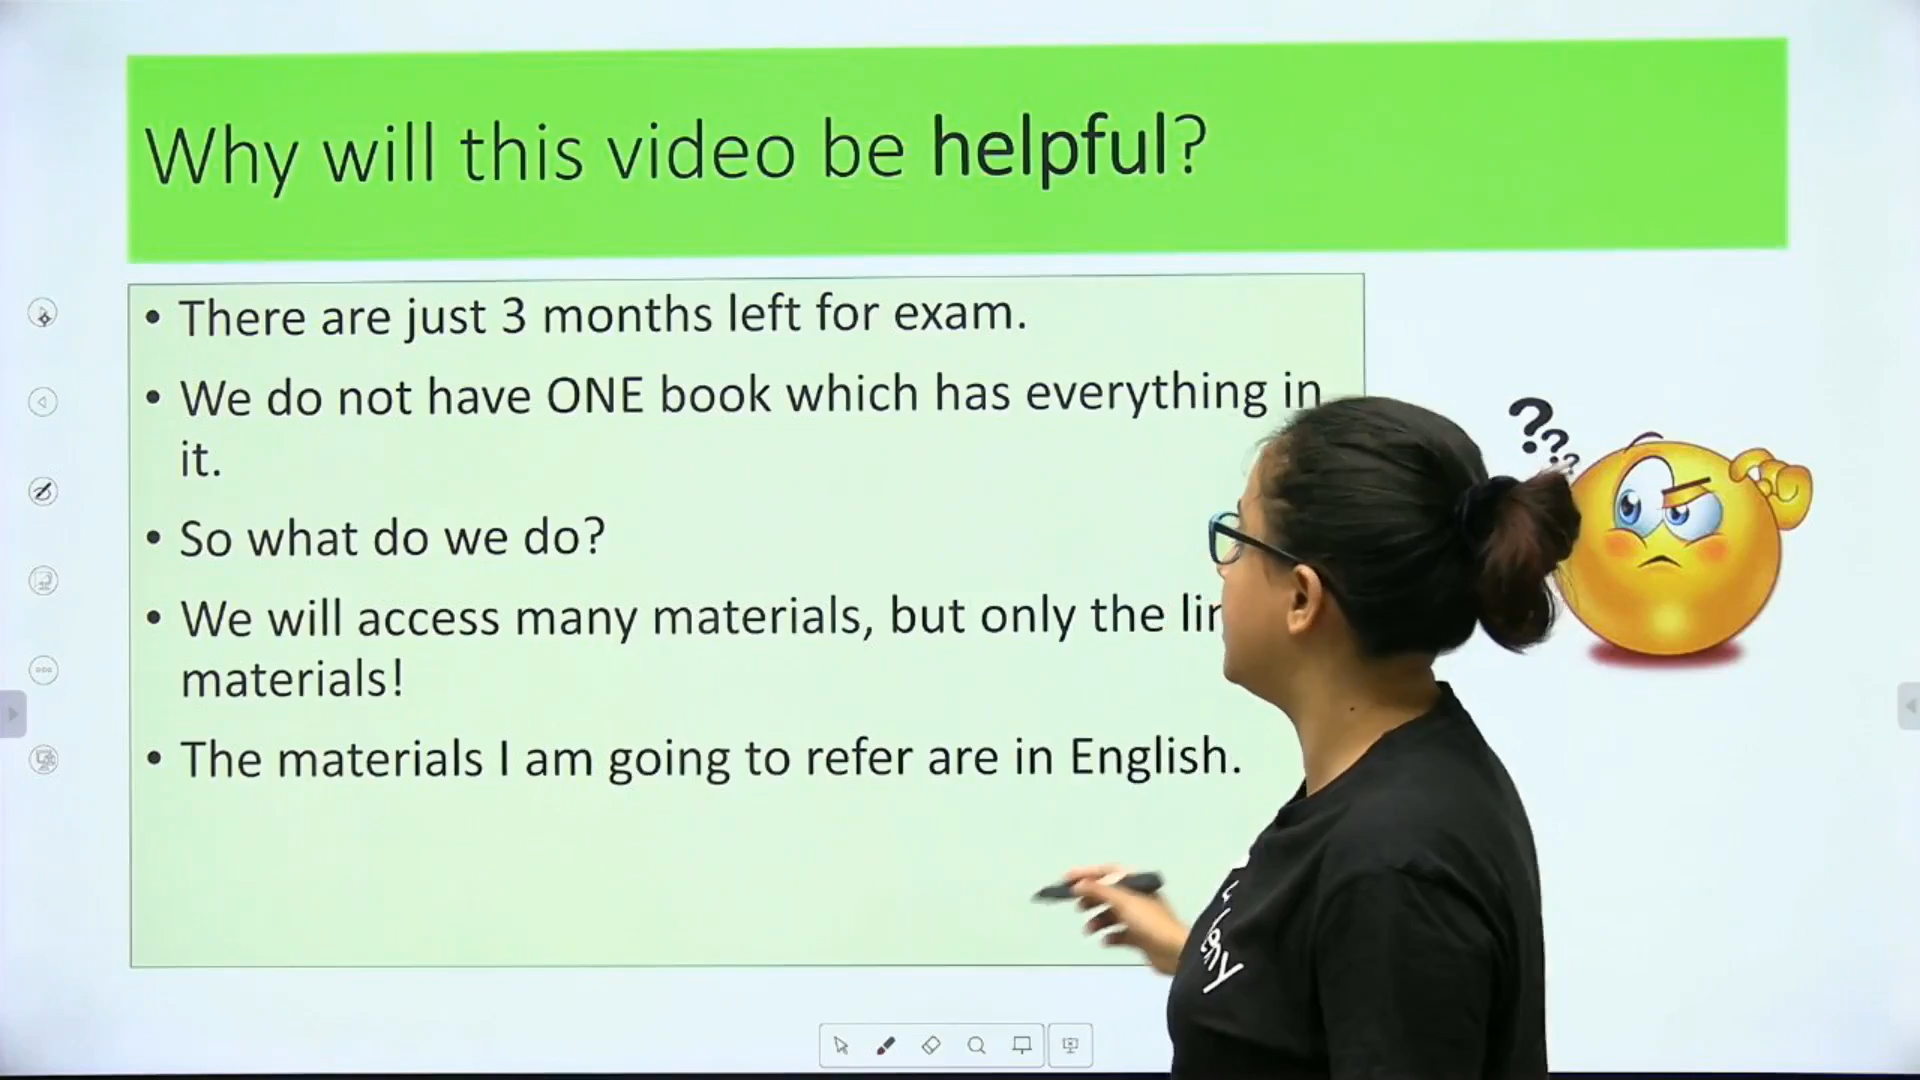 Why will this video be helpful?
• There are just 3 months left for exam.
• We do not have ONE book which has everything in
it.
• So what do we do?
• We will access many materials, but only the
materials!
• The materials I am going to refer are in English.
???